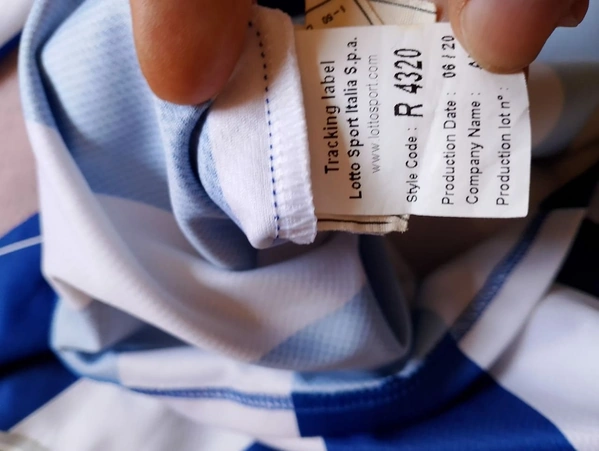 Tracking label
Lotto Sport Italia S.p.a.
www.lottosport.com
Style Code : R 4320
Production Date : 06 / 20
Company Name : A
Production lot n° :